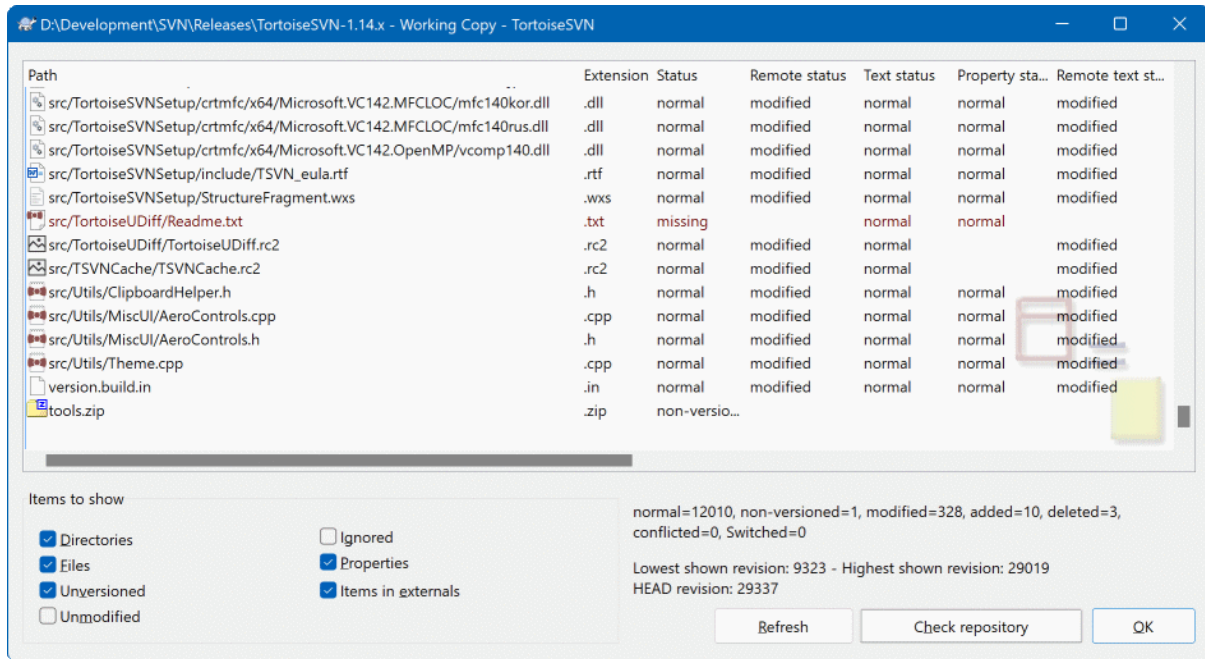 D:\Development\SVN\Releases\TortoiseSVN-1.14.x - Working Copy - TortoiseSVN
Path Extension Status Remote status Text status Property sta... Remote text st...
src/TortoiseSVNSetup/crtmfc/x64/Microsoft.VC142.MFCLOC/mfc140kor.dll .dll normal modified normal normal modified
src/TortoiseSVNSetup/crtmfc/x64/Microsoft.VC142.MFCLOC/mfc140rus.dll .dll normal modified normal normal modified
src/TortoiseSVNSetup/crtmfc/x64/Microsoft.VC142.OpenMP/vcomp140.dll .dll normal modified normal normal modified
src/TortoiseSVNSetup/include/TSVN_eula.rtf .rtf normal modified normal normal modified
src/TortoiseSVNSetup/StructureFragment.wxs .wxs normal modified normal normal modified
src/TortoiseUDiff/Readme.txt .txt missing normal normal
src/TortoiseUDiff/TortoiseUDiff.rc2 .rc2 normal modified normal modified
src/TSVNCache/TSVNCache.rc2 .rc2 normal modified normal modified
src/Utils/ClipboardHelper.h .h normal modified normal normal modified
src/Utils/MiscUI/AeroControls.cpp .cpp normal modified normal normal modified
src/Utils/MiscUI/AeroControls.h .h normal modified normal normal modified
src/Utils/Theme.cpp .cpp normal modified normal normal modified
version.build.in .in normal modified normal normal modified
tools.zip .zip non-versio...
Items to show
Directories
Files
Unversioned
Unmodified
Ignored
Properties
Items in externals
normal=12010, non-versioned=1, modified=328, added=10, deleted=3,
conflicted=0, Switched=0
Lowest shown revision: 9323 - Highest shown revision: 29019
HEAD revision: 29337
Refresh Check repository OK